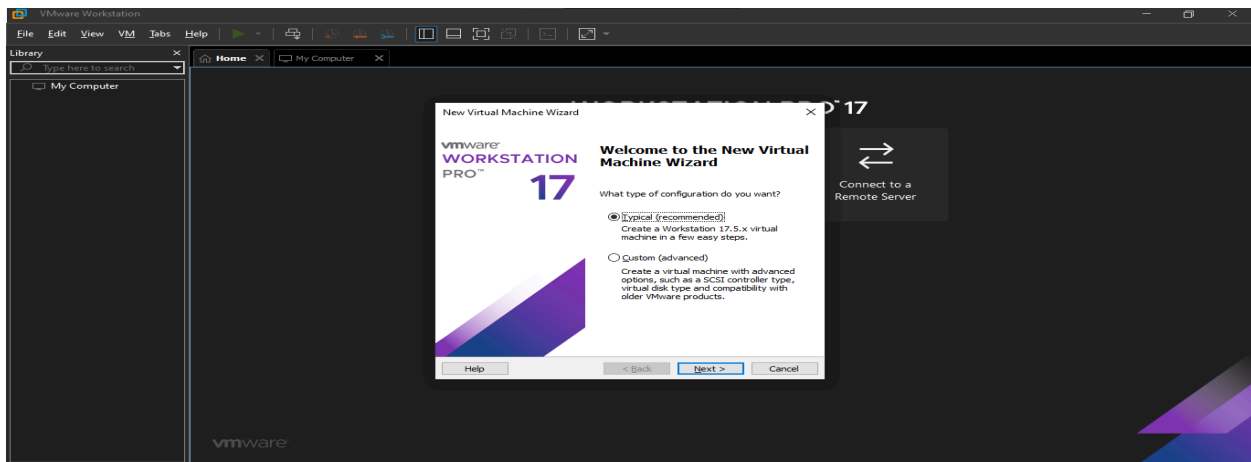 VMware Workstation
File Edit View VM Tabs Help
Library
Type here to search
My Computer
Home
My Computer
17
Connect to a
Remote Server
New Virtual Machine Wizard
vmware
WORKSTATION
PRO™
17
Welcome to the New Virtual
Machine Wizard
What type of configuration do you want?
Typical (recommended)
Create a Workstation 17.5.x virtual
machine in a few easy steps.
Custom (advanced)
Create a virtual machine with advanced
options, such as a SCSI controller type,
virtual disk type and compatibility with
older VMware products.
Help
< Back
Next >
Cancel
vmware